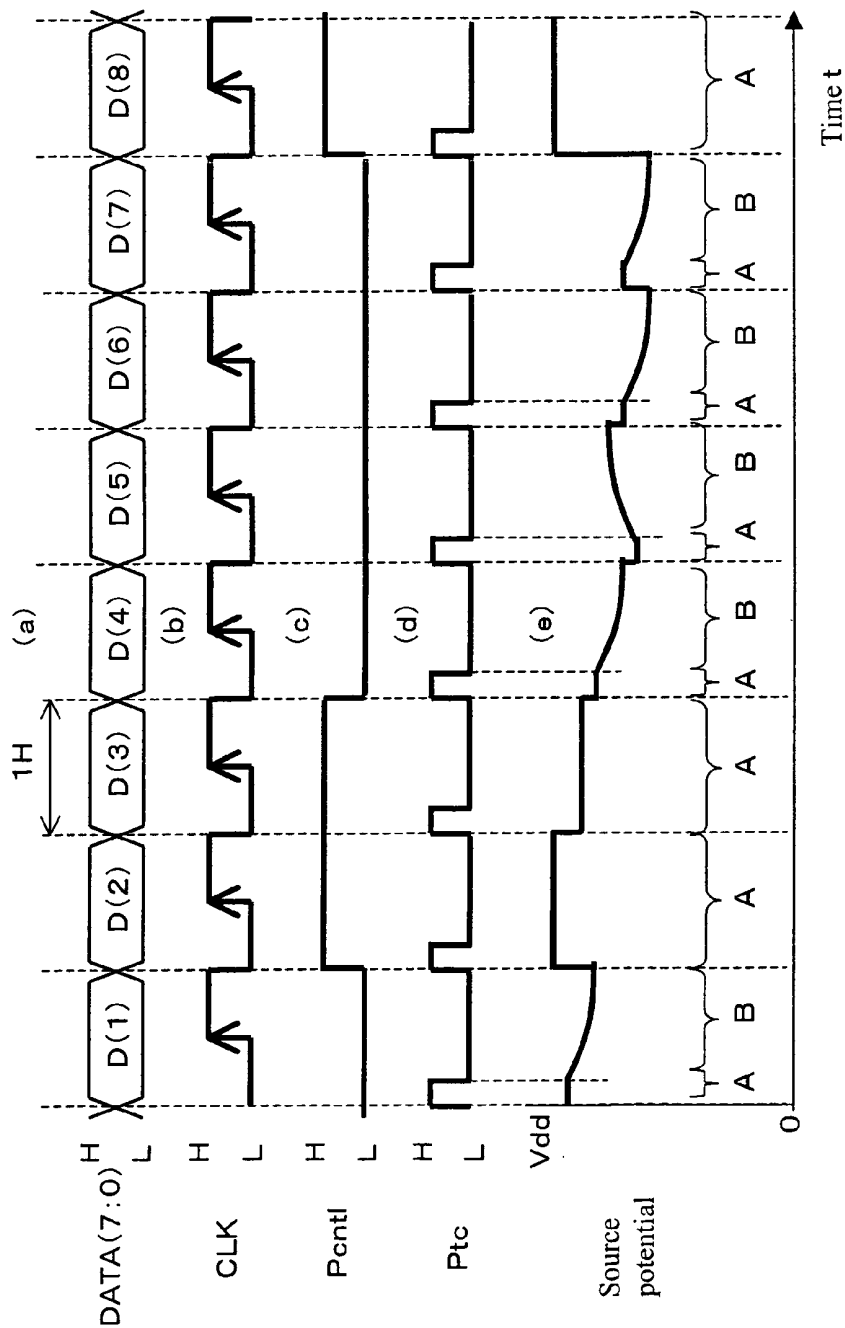 (a)
1H
DATA(7:0) H L D(1) D(2) D(3) D(4) D(5) D(6) D(7) D(8)
(b)
CLK H L
(c)
Pcntl H L
(d)
Ptc H L
(e)
Vdd
Source
potential
A B A A A B A B A B A B A
0
Time t